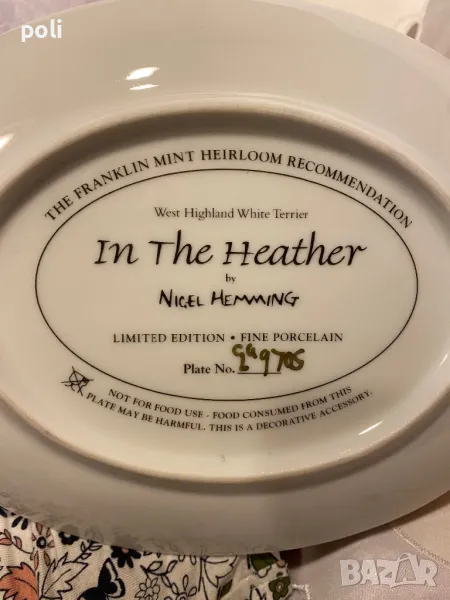 poli
THE FRANKLIN MINT HEIRLOOM RECOMMENDATION
West Highland White Terrier
In The Heather
by
NIGEL HEMMING
LIMITED EDITION • FINE PORCELAIN
Plate No.
NOT FOR FOOD USE - FOOD CONSUMED FROM THIS
PLATE MAY BE HARMFUL. THIS IS A DECORATIVE ACCESSORY.
BAZAR